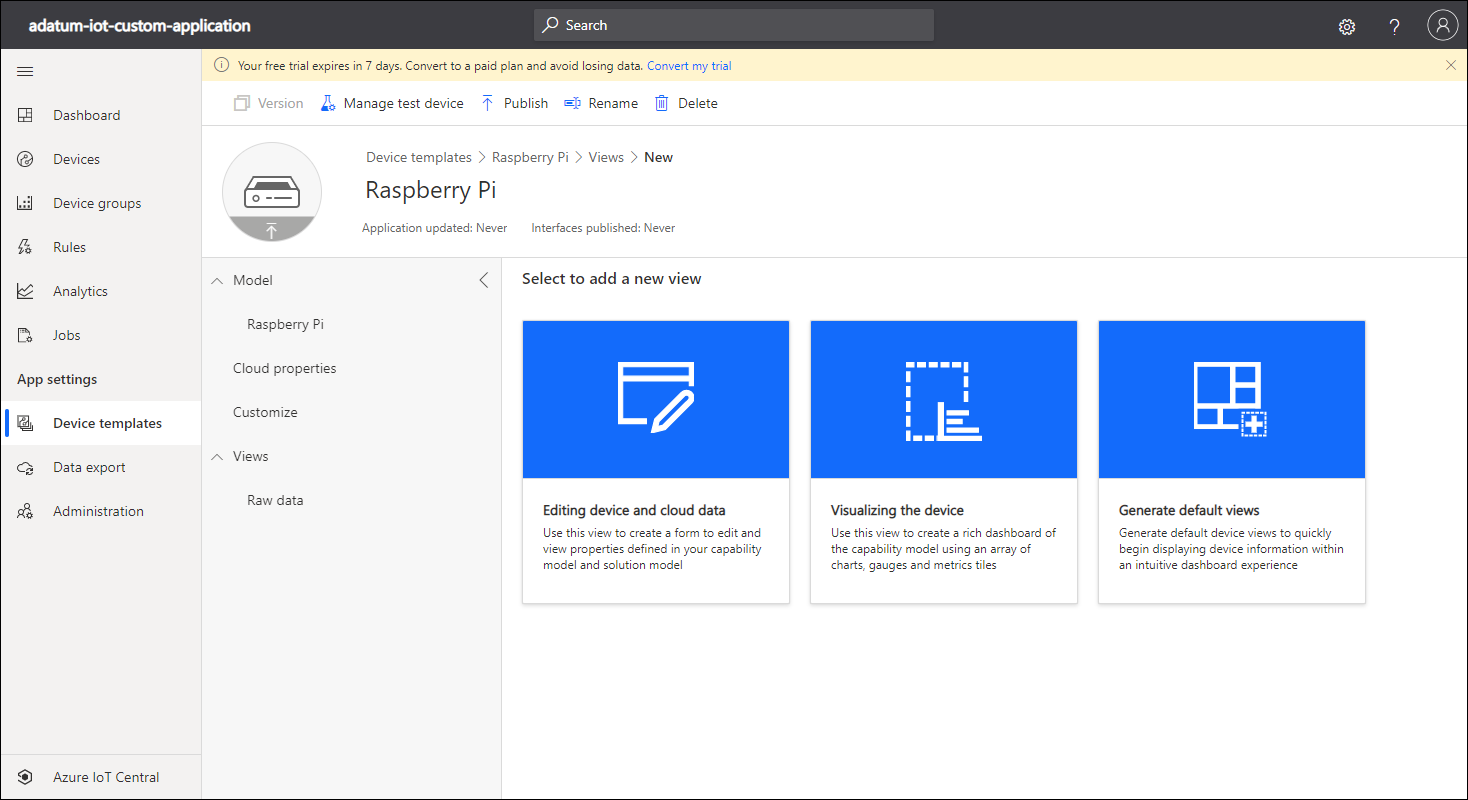 adatum-iot-custom-application
Search
?
Your free trial expires in 7 days. Convert to a paid plan and avoid losing data. Convert my trial
Version
Manage test device
Publish
Rename
Delete
Dashboard
Devices
Device groups
Rules
Analytics
Jobs
App settings
Device templates
Data export
Administration
Azure IoT Central
Device templates > Raspberry Pi > Views > New
Raspberry Pi
Application updated: Never
Interfaces published: Never
Model
Raspberry Pi
Cloud properties
Customize
Views
Raw data
Select to add a new view
Editing device and cloud data
Use this view to create a form to edit and
view properties defined in your capability
model and solution model
Visualizing the device
Use this view to create a rich dashboard of
the capability model using an array of
charts, gauges and metrics tiles
Generate default views
Generate default device views to quickly
begin displaying device information within
an intuitive dashboard experience